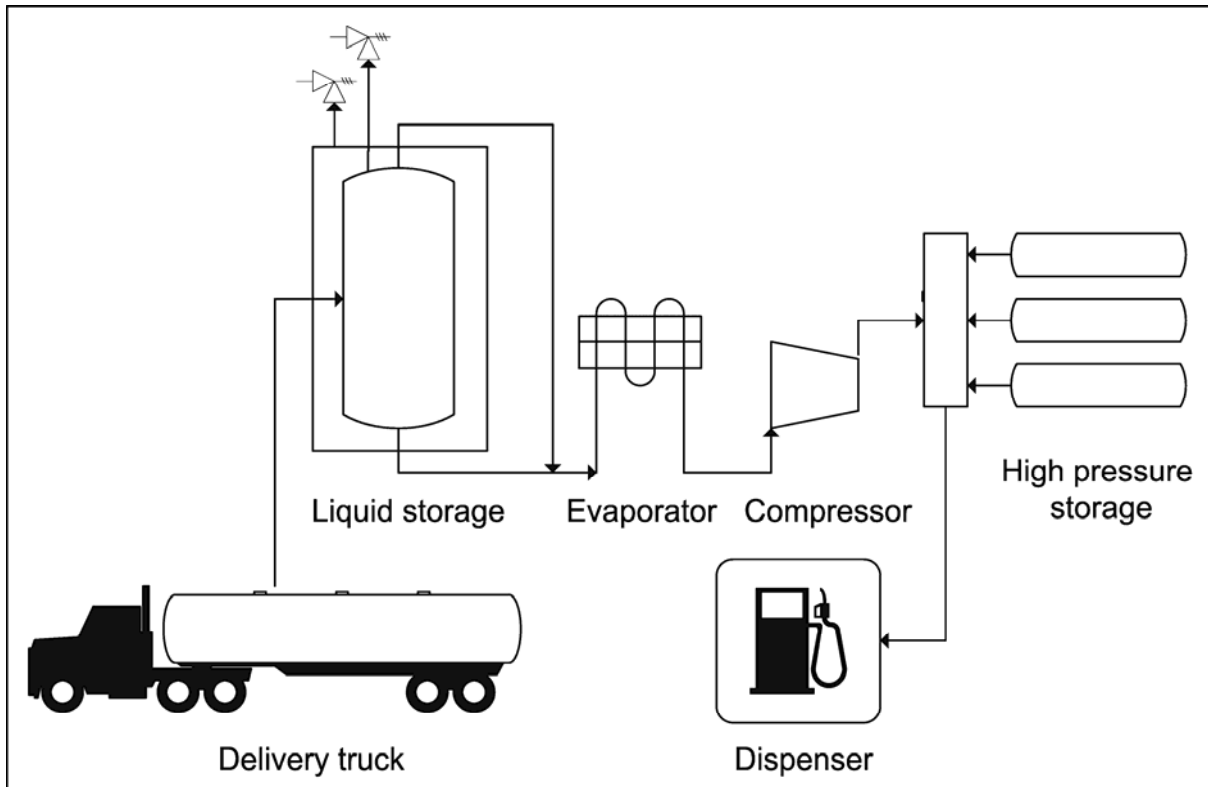 Liquid storage
Evaporator
Compressor
High pressure
storage
Delivery truck
Dispenser